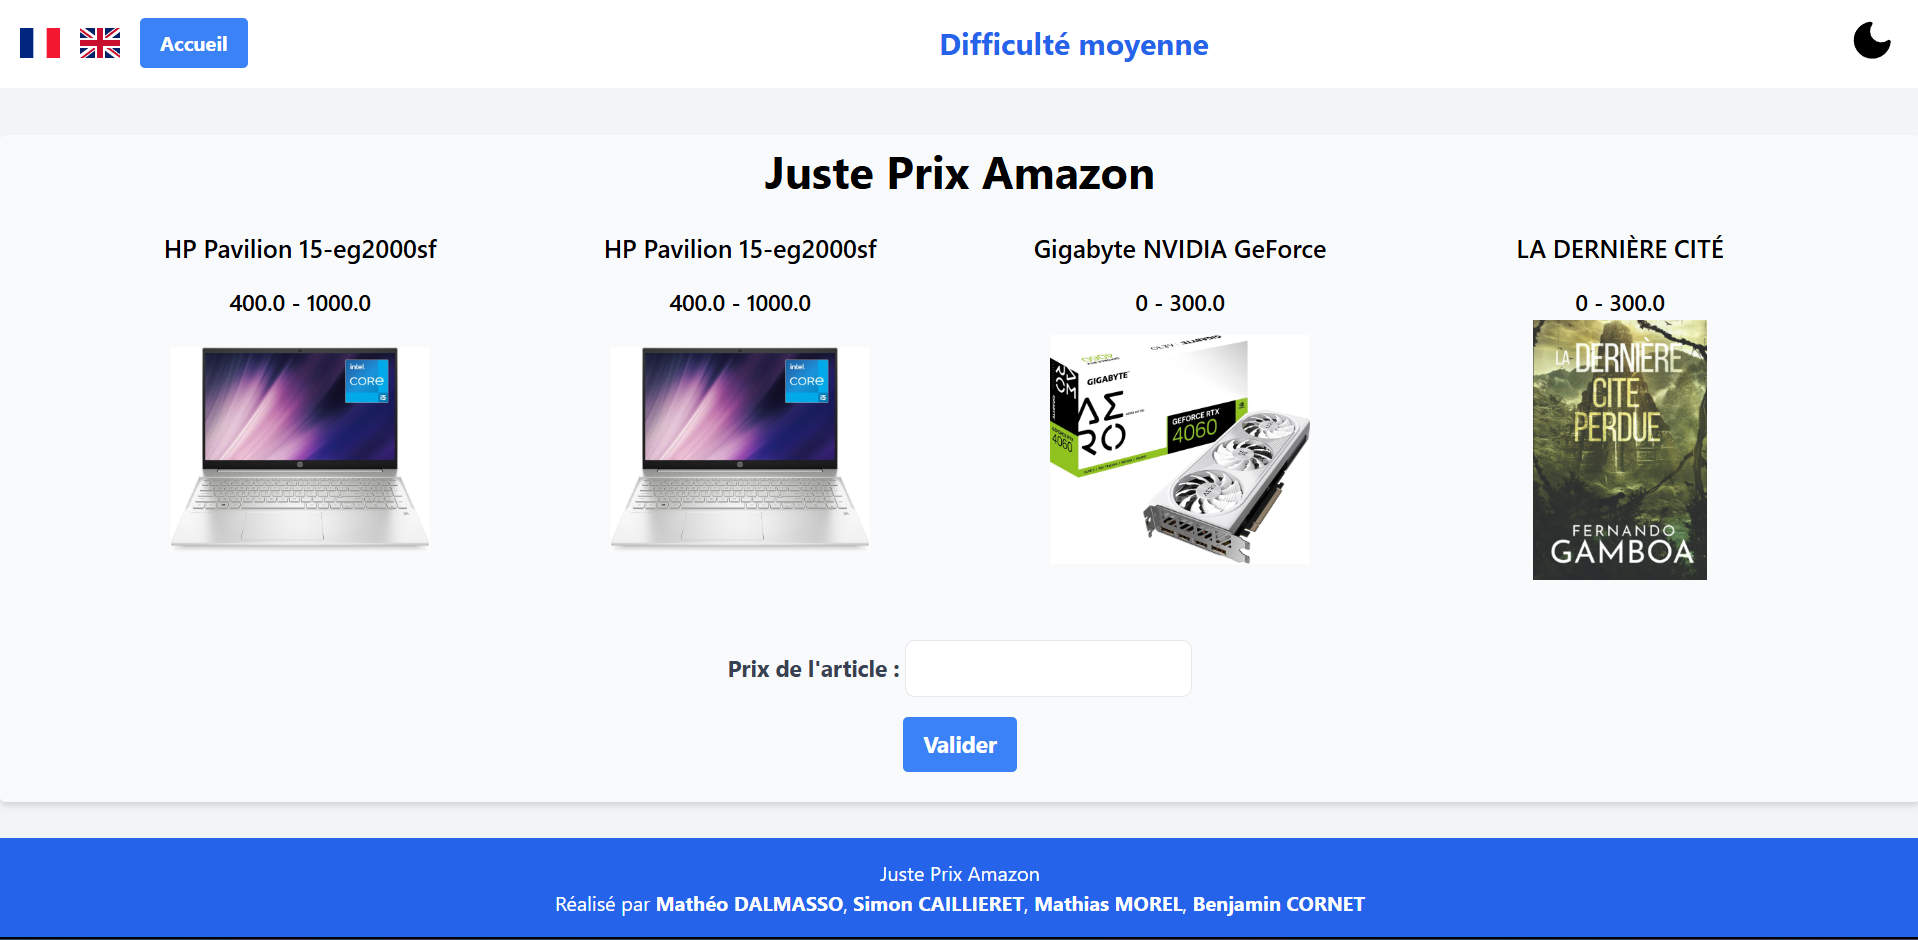 Accueil
Difficulté moyenne
Juste Prix Amazon
HP Pavilion 15-eg2000sf
400.0 - 1000.0
intel
CORE
i5
HP Pavilion 15-eg2000sf
400.0 - 1000.0
intel
CORE
i5
Gigabyte NVIDIA GeForce
0 - 300.0
GIGABYTE
AERO
GEFORCE RTX
4060
LA DERNIÈRE CITÉ
0 - 300.0
LA DERNIÈRE
CITÉ
PERDUE
FERNANDO
GAMBOA
Prix de l'article :
Valider
Juste Prix Amazon
Réalisé par Mathéo DALMASSO, Simon CAILLIERET, Mathias MOREL, Benjamin CORNET